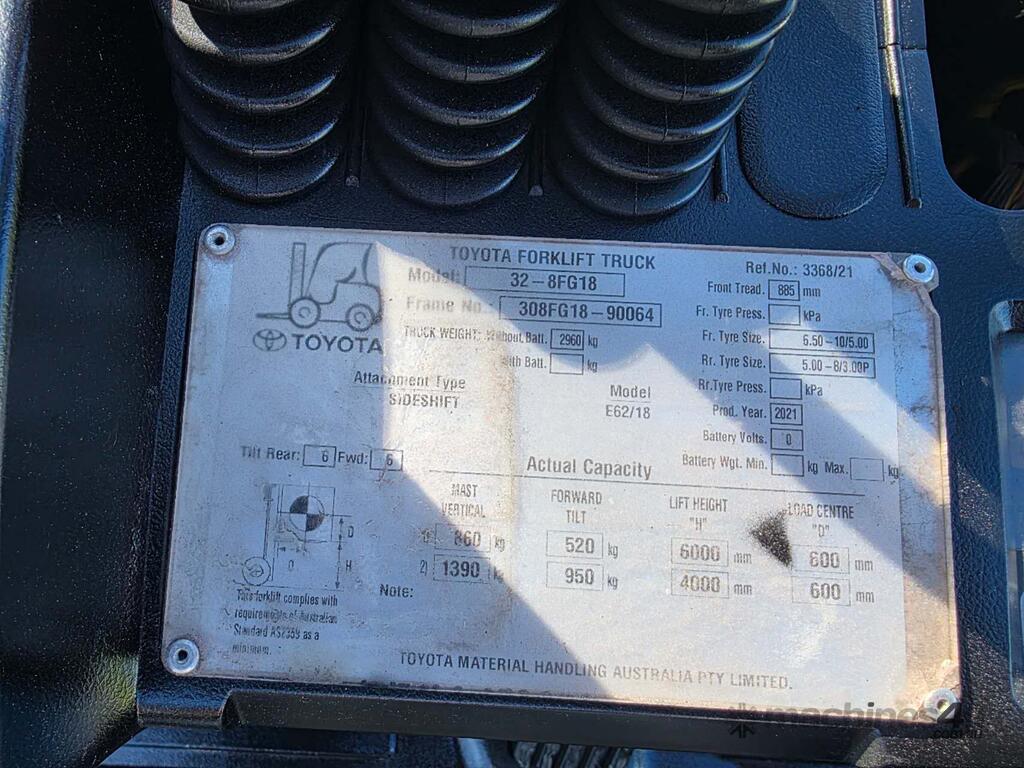 TOYOTA FORKLIFT TRUCK
Ref.No.: 3368/21
Model: 32-8FG18
Front Tread. 885 mm
Frame No.: 308FG18-90064
Fr. Tyre Press. kPa
TOYOTA
TRUCK WEIGHT: Without Batt. 2960 kg
Fr. Tyre Size. 6.50-10/5.00
With Batt. kg
Rr. Tyre Size. 5.00-8/3.00P
Attachment Type
Model
Rr.Tyre Press. kPa
SIDESHIFT
E62/18
Prod. Year. 2021
Battery Volts. 0
Tilt Rear: 6 Fwd: 6
Battery Wgt. Min. kg Max. kg
Actual Capacity
MAST VERTICAL
FORWARD TILT
LIFT HEIGHT "H"
LOAD CENTRE "D"
1) 860 kg 520 kg 6000 mm 600 mm
2) 1390 kg 950 kg 4000 mm 600 mm
D
H
Note:
This forklift complies with
requirements of Australian
Standard AS2359 as a
minimum.
TOYOTA MATERIAL HANDLING AUSTRALIA PTY LIMITED.
machines4u
com.au